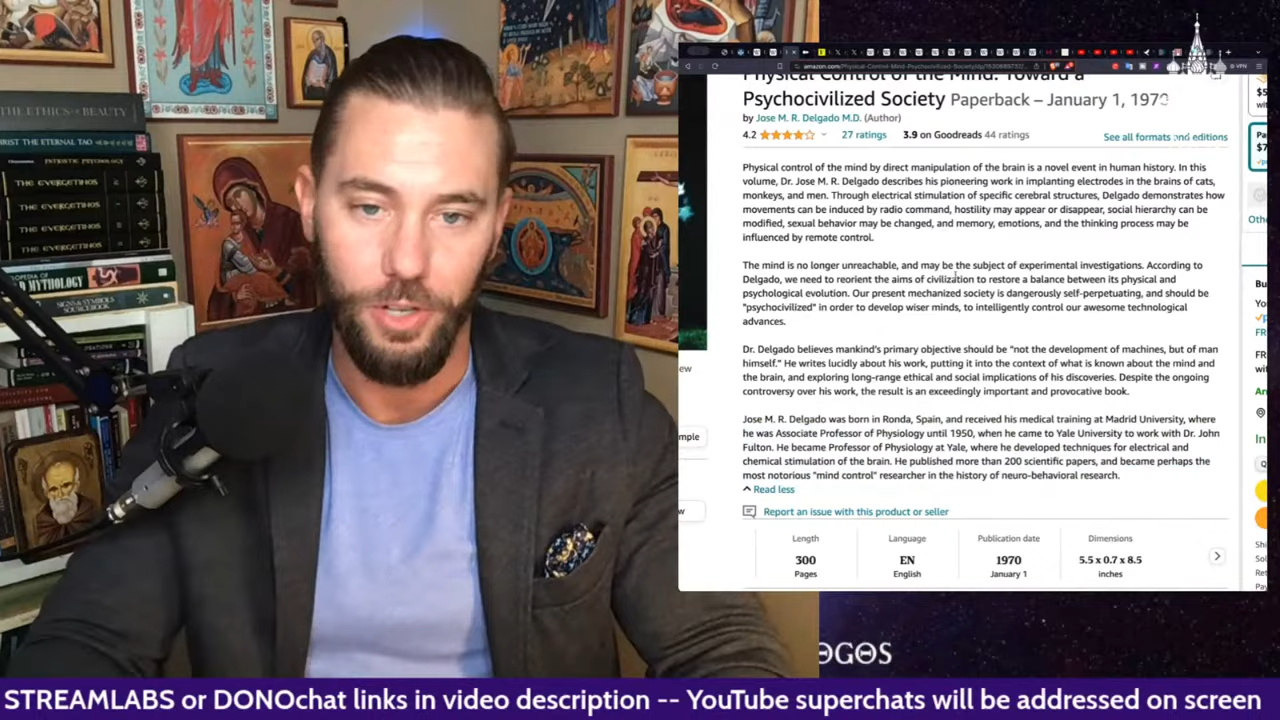 THE ETHICS OF BEAUTY
CHRIST THE ETERNAL TAO
PATRISTIC PSYCHOLOGY
THE EVERGETINOS
THE EVERGETINOS
THE EVERGETINOS
MYTHOLOGY
SIGNS & SYMBOLS
SOURCEBOOK
Physical Control of the Mind: Toward a
Psychocivilized Society Paperback – January 1, 1970
by Jose M. R. Delgado M.D. (Author)
4.2 27 ratings 3.9 on Goodreads 44 ratings
See all formats and editions
Physical control of the mind by direct manipulation of the brain is a novel event in human history. In this
volume, Dr. Jose M. R. Delgado describes his pioneering work in implanting electrodes in the brains of cats,
monkeys, and men. Through electrical stimulation of specific cerebral structures, Delgado demonstrates how
movements can be induced by radio command, hostility may appear or disappear, social hierarchy can be
modified, sexual behavior may be changed, and memory, emotions, and the thinking process may be
influenced by remote control.
The mind is no longer unreachable, and may be the subject of experimental investigations. According to
Delgado, we need to reorient the aims of civilization to restore a balance between its physical and
psychological evolution. Our present mechanized society is dangerously self-perpetuating, and should be
"psychocivilized" in order to develop wiser minds, to intelligently control our awesome technological
advances.
Dr. Delgado believes mankind's primary objective should be "not the development of machines, but of man
himself." He writes lucidly about his work, putting it into the context of what is known about the mind and
the brain, and exploring long-range ethical and social implications of his discoveries. Despite the ongoing
controversy over his work, the result is an exceedingly important and provocative book.
Jose M. R. Delgado was born in Ronda, Spain, and received his medical training at Madrid University, where
he was Associate Professor of Physiology until 1950, when he came to Yale University to work with Dr. John
Fulton. He became Professor of Physiology at Yale, where he developed techniques for electrical and
chemical stimulation of the brain. He published more than 200 scientific papers, and became perhaps the
most notorious "mind control" researcher in the history of neuro-behavioral research.
Read less
Report an issue with this product or seller
Length Language Publication date Dimensions
300 EN 1970 5.5 x 0.7 x 8.5
Pages English January 1 inches
OGOS
STREAMLABS or DONOchat links in video description -- YouTube superchats will be addressed on screen